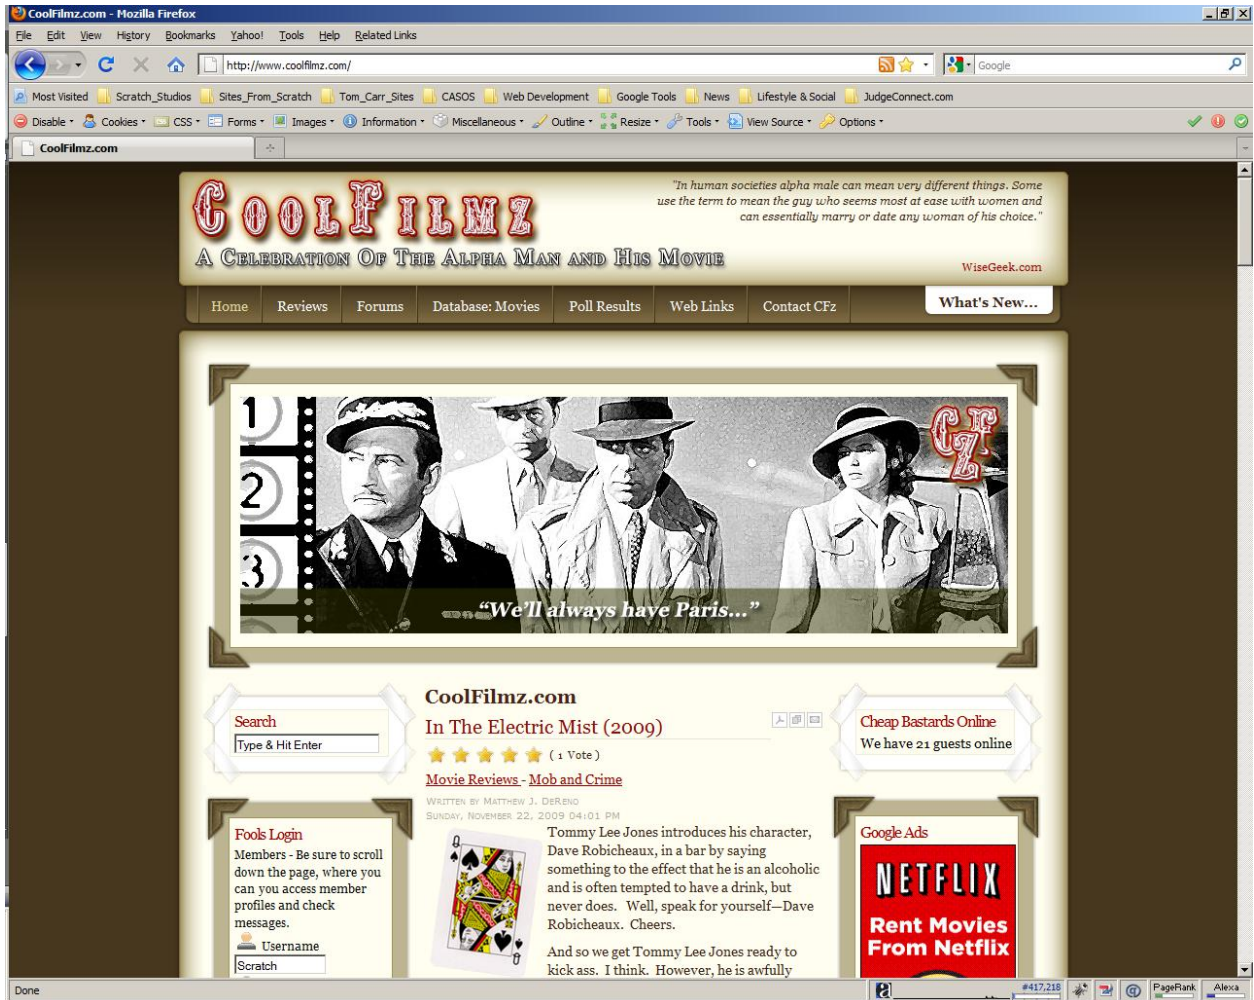 CoolFilmz.com - Mozilla Firefox
File Edit View History Bookmarks Yahoo! Tools Help Related Links
http://www.coolfilmz.com/
Google
Most Visited Scratch_Studios Sites_From_Scratch Tom_Carr_Sites CASOS Web Development Google Tools News Lifestyle & Social JudgeConnect.com
Disable Cookies CSS Forms Images Information Miscellaneous Outline Resize Tools View Source Options
CoolFilmz.com
CoolFilmz
A Celebration Of The Alpha Man and His Movie
"In human societies alpha male can mean very different things. Some
use the term to mean the guy who seems most at ease with women and
can essentially marry or date any woman of his choice."
WiseGeek.com
Home Reviews Forums Database: Movies Poll Results Web Links Contact CFz
What's New...
1
2
3
CFZ
“We'll always have Paris...”
Search
Type & Hit Enter
Fools Login
Members - Be sure to scroll
down the page, where you
can you access member
profiles and check
messages.
Username
Scratch
CoolFilmz.com
In The Electric Mist (2009)
( 1 Vote )
Movie Reviews - Mob and Crime
Written by Matthew J. DeReno
Sunday, November 22, 2009 04:01 PM
Q
Q
Tommy Lee Jones introduces his character,
Dave Robicheaux, in a bar by saying
something to the effect that he is an alcoholic
and is often tempted to have a drink, but
never does. Well, speak for yourself—Dave
Robicheaux. Cheers.
And so we get Tommy Lee Jones ready to
kick ass. I think. However, he is awfully
Cheap Bastards Online
We have 21 guests online
Google Ads
NETFLIX
Rent Movies
From Netflix
Done
a
#417,218
PageRank
Alexa